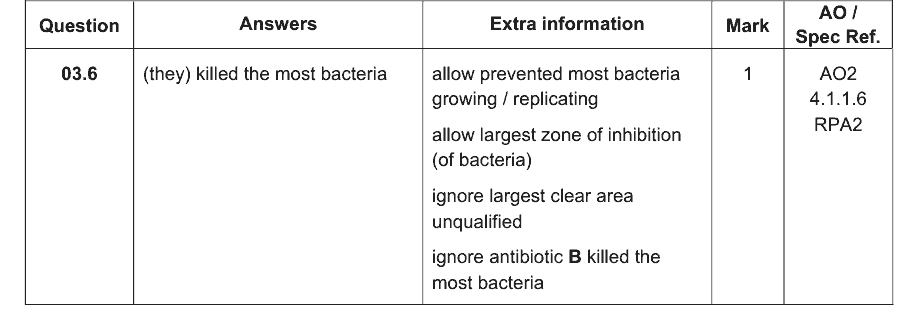 Question Answers Extra information Mark AO /
Spec Ref.
03.6 (they) killed the most bacteria allow prevented most bacteria 1 AO2
growing / replicating 4.1.1.6
RPA2
allow largest zone of inhibition
(of bacteria)
ignore largest clear area
unqualified
ignore antibiotic B killed the
most bacteria